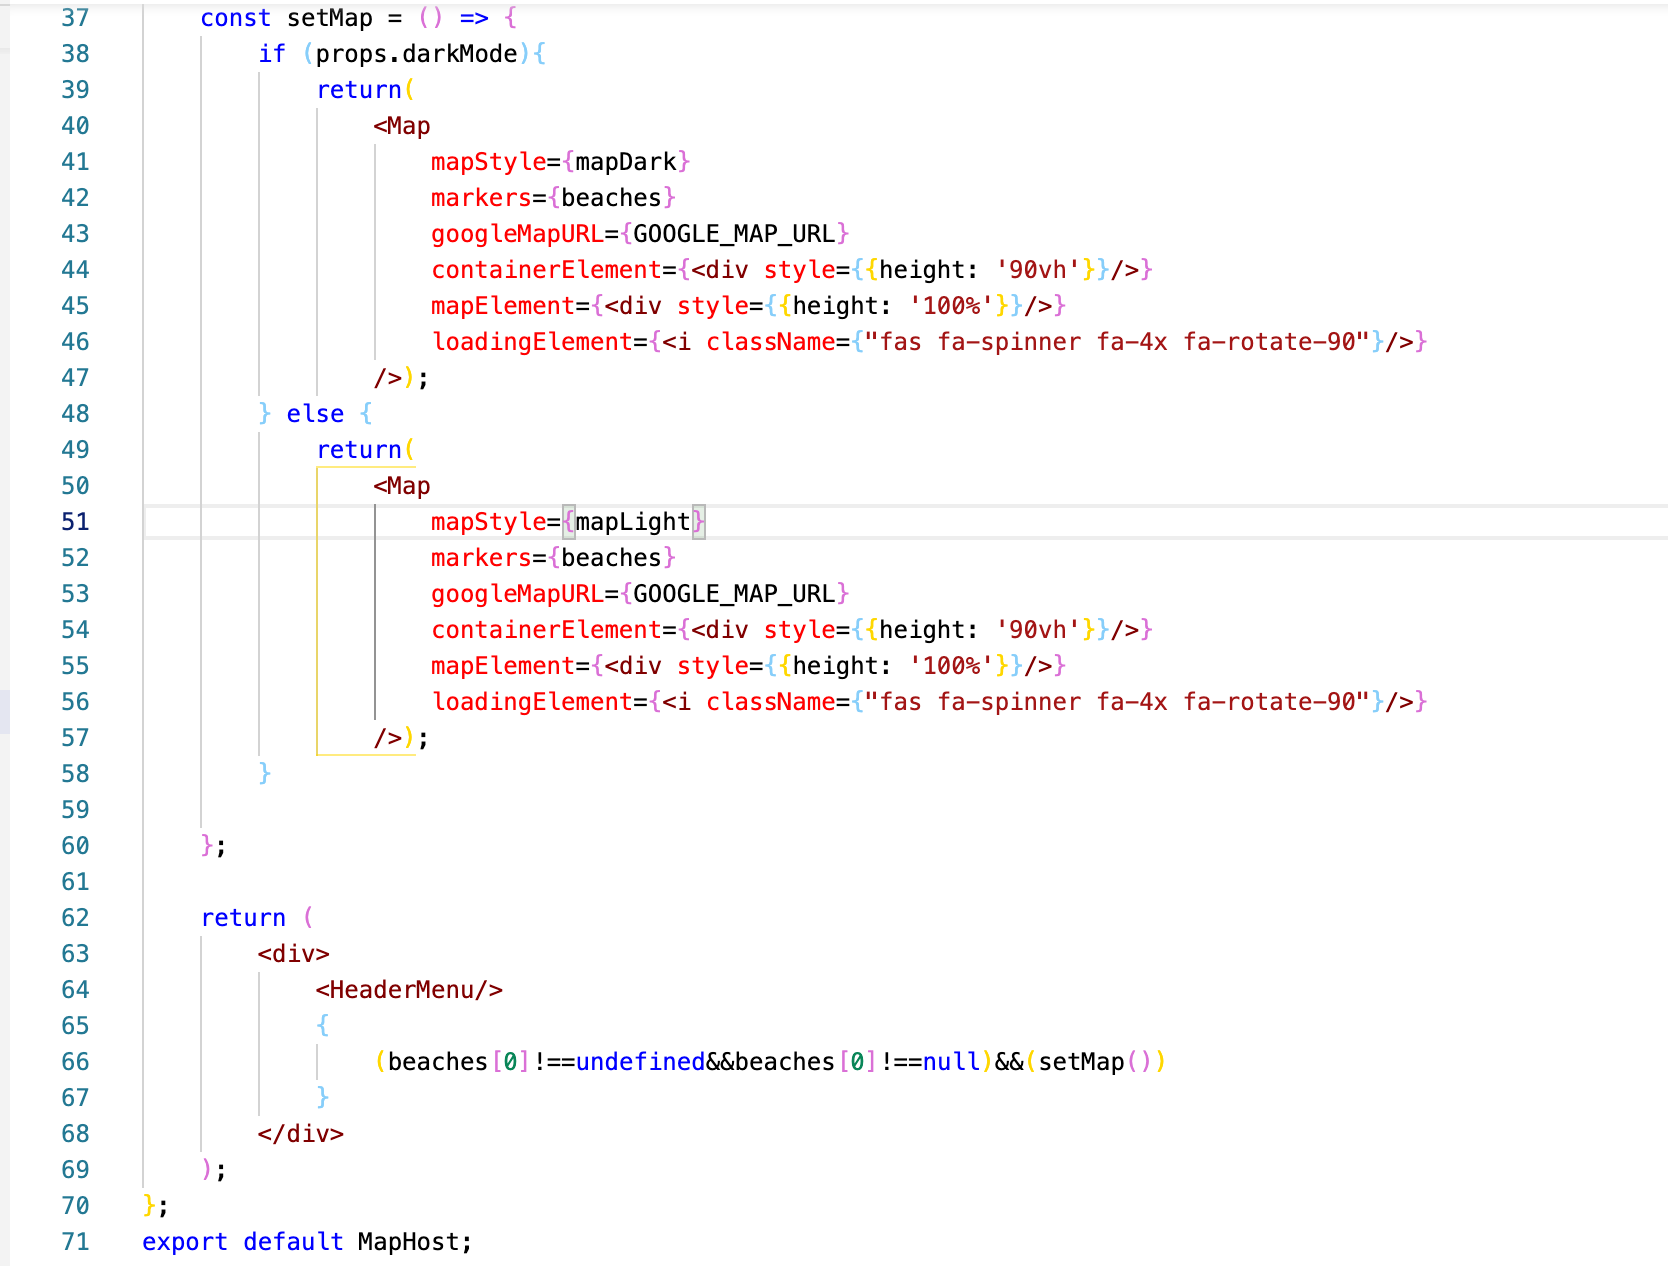 37 const setMap = () => {
38 if (props.darkMode){
39 return(
40 <Map
41 mapStyle={mapDark}
42 markers={beaches}
43 googleMapURL={GOOGLE_MAP_URL}
44 containerElement={<div style={{height: '90vh'}}/>}
45 mapElement={<div style={{height: '100%'}}/>}
46 loadingElement={<i className={"fas fa-spinner fa-4x fa-rotate-90"}/>}
47 />);
48 } else {
49 return(
50 <Map
51 mapStyle={mapLight}
52 markers={beaches}
53 googleMapURL={GOOGLE_MAP_URL}
54 containerElement={<div style={{height: '90vh'}}/>}
55 mapElement={<div style={{height: '100%'}}/>}
56 loadingElement={<i className={"fas fa-spinner fa-4x fa-rotate-90"}/>}
57 />);
58 }
59
60 };
61
62 return (
63 <div>
64 <HeaderMenu/>
65 {
66 (beaches[0]!==undefined&&beaches[0]!==null)&&(setMap())
67 }
68 </div>
69 );
70 };
71 export default MapHost;